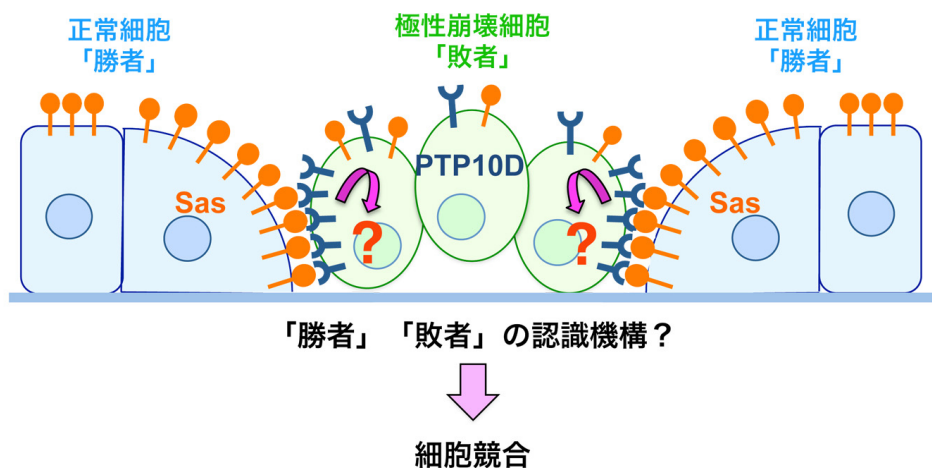 正常細胞
「勝者」
極性崩壊細胞
「敗者」
正常細胞
「勝者」
Sas
PTP10D
Sas
?
?
「勝者」「敗者」の認識機構？
細胞競合